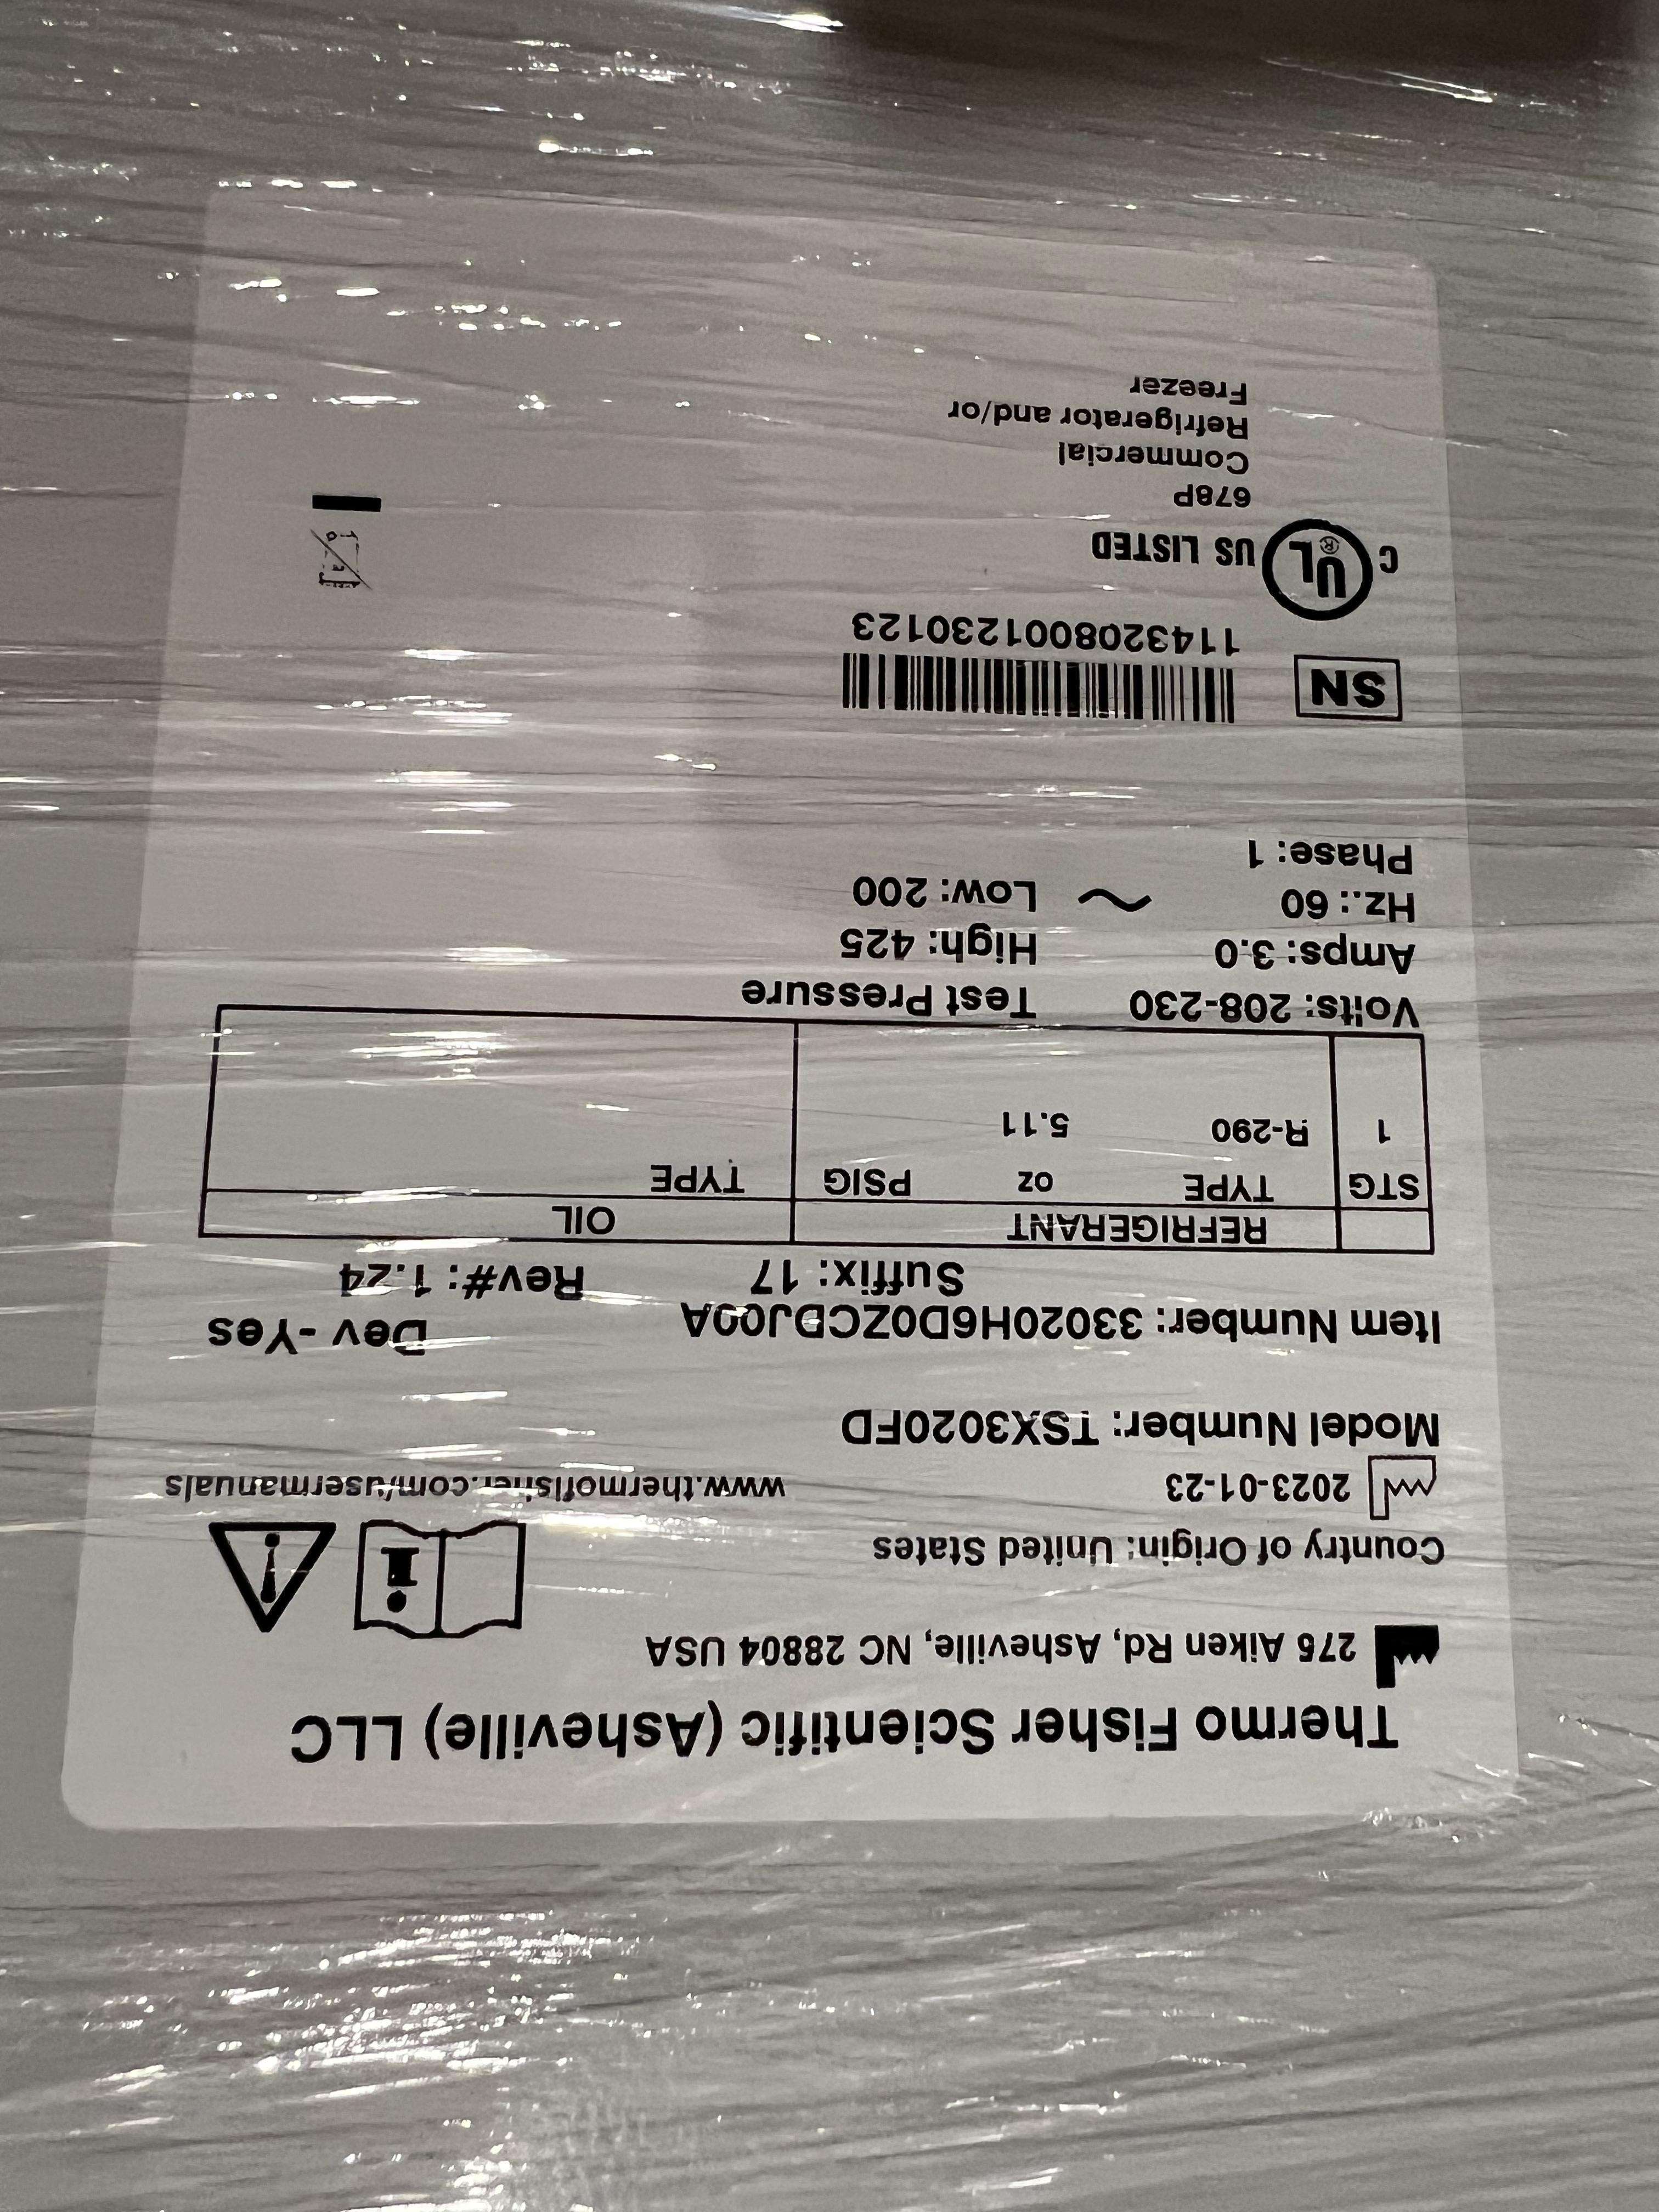 Thermo Fisher Scientific (Asheville) LLC
275 Aiken Rd, Asheville, NC 28804 USA
Country of Origin: United States
2023-01-23
www.thermofisher.com/usermanuals
Model Number: TSX3020FD
Item Number: 33020H6D0ZCDJ00A
Dev -Yes
Suffix: 17
Rev#: 1.24
REFRIGERANT OIL
STG TYPE oz PSIG TYPE
1 R-290 5.11
Volts: 208-230 Test Pressure
Amps: 3.0 High: 425
Hz.: 60 ~ Low: 200
Phase: 1
SN
1143208001230123
C UL ® US LISTED
678P
Commercial
Refrigerator and/or
Freezer